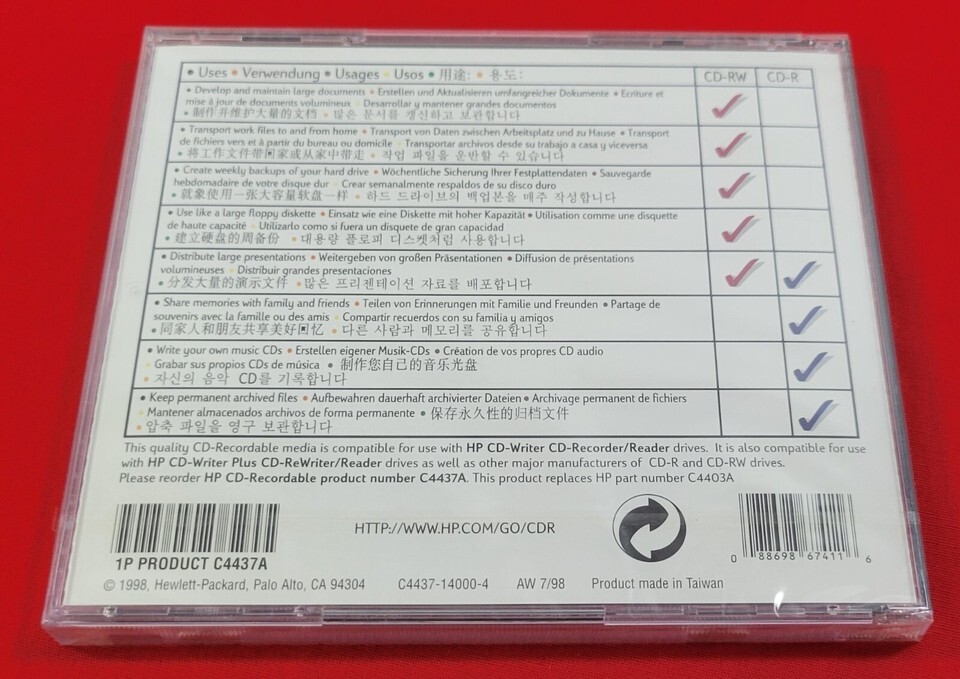 • Uses • Verwendung • Usages • Usos • 用途: • 용도:
CD-RW CD-R
• Develop and maintain large documents • Erstellen und Aktualisieren umfangreicher Dokumente • Ecriture et
mise à jour de documents volumineux • Desarrollar y mantener grandes documentos
• 制作并维护大量的文档 • 많은 문서를 갱신하고 보관합니다
• Transport work files to and from home • Transport von Daten zwischen Arbeitsplatz und zu Hause • Transport
de fichiers vers et à partir du bureau ou domicile • Transportar archivos desde su trabajo a casa y viceversa
• 将工作文件带回家或从家中带走 • 작업 파일을 운반할 수 있습니다
• Create weekly backups of your hard drive • Wöchentliche Sicherung Ihrer Festplattendaten • Sauvegarde
hebdomadaire de votre disque dur • Crear semanalmente respaldos de su disco duro
• 就象使用一张大容量软盘一样 • 하드 드라이브의 백업본을 매주 작성합니다
• Use like a large floppy diskette • Einsatz wie eine Diskette mit hoher Kapazität • Utilisation comme une disquette
de haute capacité • Utilizarlo como si fuera un disquete de gran capacidad
• 建立硬盘的周备份 • 대용량 플로피 디스켓처럼 사용합니다
• Distribute large presentations • Weitergeben von großen Präsentationen • Diffusion de présentations
volumineuses • Distribuir grandes presentaciones
• 分发大量的演示文件 • 많은 프리젠테이션 자료를 배포합니다
• Share memories with family and friends • Teilen von Erinnerungen mit Familie und Freunden • Partage de
souvenirs avec la famille ou des amis • Compartir recuerdos con su familia y amigos
• 同家人和朋友共享美好回忆 • 다른 사람과 메모리를 공유합니다
• Write your own music CDs • Erstellen eigener Musik-CDs • Création de vos propres CD audio
• Grabar sus propios CDs de música • 制作您自己的音乐光盘
• 자신의 음악 CD를 기록합니다
• Keep permanent archived files • Aufbewahren dauerhaft archivierter Dateien • Archivage permanent de fichiers
• Mantener almacenados archivos de forma permanente • 保存永久性的归档文件
• 압축 파일을 영구 보관합니다
This quality CD-Recordable media is compatible for use with HP CD-Writer CD-Recorder/Reader drives. It is also compatible for use
with HP CD-Writer Plus CD-ReWriter/Reader drives as well as other major manufacturers of CD-R and CD-RW drives.
Please reorder HP CD-Recordable product number C4437A. This product replaces HP part number C4403A
HTTP://WWW.HP.COM/GO/CDR
1P PRODUCT C4437A
0 88698 67411 6
© 1998, Hewlett-Packard, Palo Alto, CA 94304 C4437-14000-4 AW 7/98 Product made in Taiwan